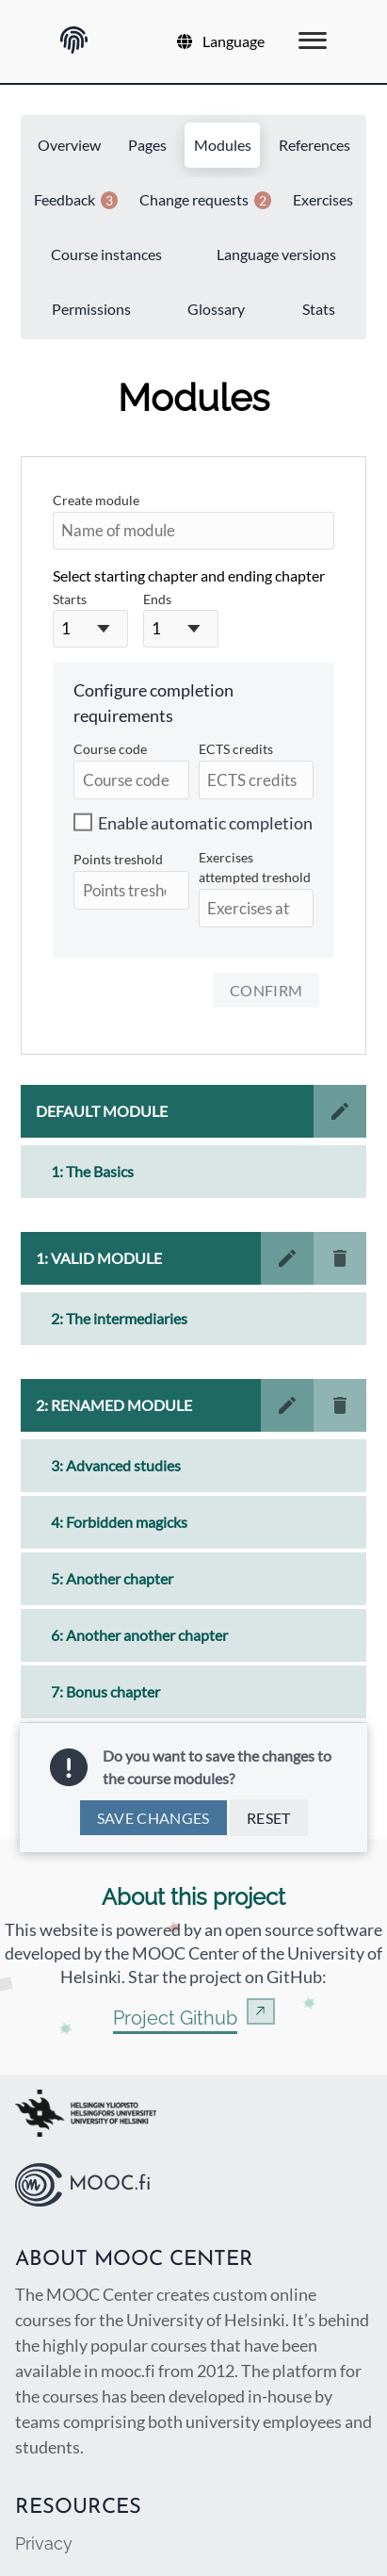 Language
Overview Pages Modules References
Feedback 3 Change requests 2 Exercises
Course instances Language versions
Permissions Glossary Stats
Modules
Create module
Name of module
Select starting chapter and ending chapter
Starts Ends
1 1
Configure completion
requirements
Course code ECTS credits
Course code ECTS credits
Enable automatic completion
Points treshold Exercises
attempted treshold
Points tresho Exercises at
CONFIRM
DEFAULT MODULE
1: The Basics
1: VALID MODULE
2: The intermediaries
2: RENAMED MODULE
3: Advanced studies
4: Forbidden magicks
5: Another chapter
6: Another another chapter
7: Bonus chapter
Do you want to save the changes to
the course modules?
SAVE CHANGES RESET
About this project
This website is powered by an open source software
developed by the MOOC Center of the University of
Helsinki. Star the project on GitHub:
Project Github
HELSINGIN YLIOPISTO
HELSINGFORS UNIVERSITET
UNIVERSITY OF HELSINKI
MOOC.fi
ABOUT MOOC CENTER
The MOOC Center creates custom online
courses for the University of Helsinki. It’s behind
the highly popular courses that have been
available in mooc.fi from 2012. The platform for
the courses has been developed in-house by
teams comprising both university employees and
students.
RESOURCES
Privacy